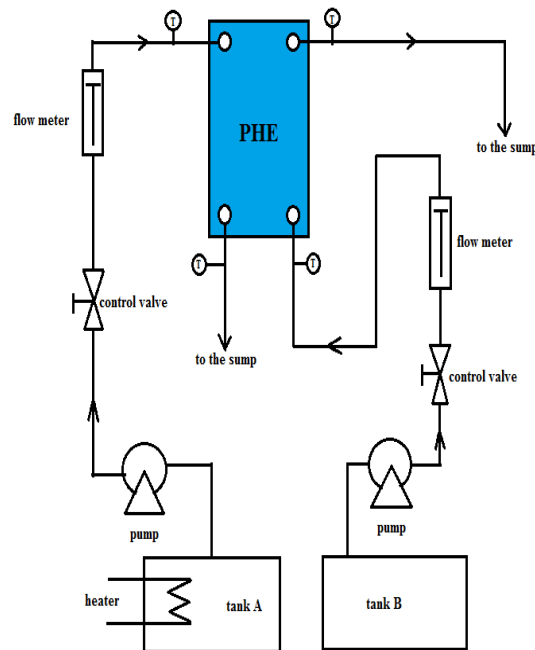 T
T
flow meter
PHE
to the sump
flow meter
T
T
control valve
to the sump
control valve
pump
pump
heater
tank A
tank B